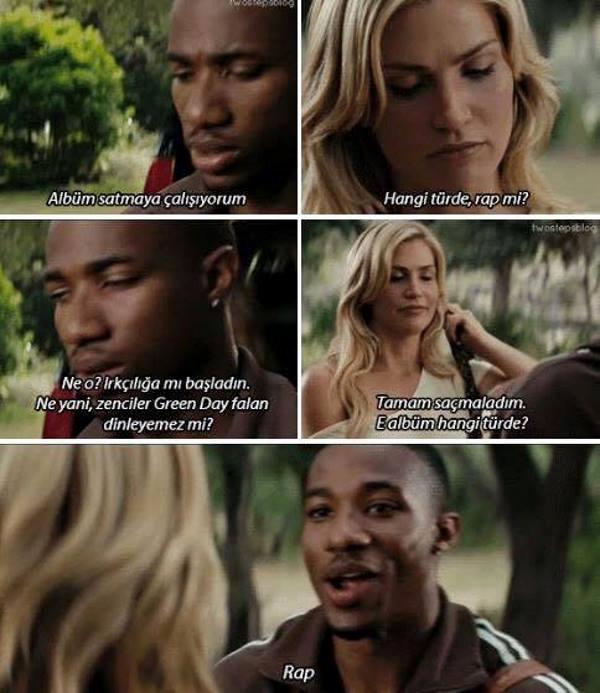 twostepsblog
Albüm satmaya çalışıyorum
Hangi türde, rap mi?
Ne o? Irkçılığa mı başladın.
Ne yani, zenciler Green Day falan
dinleyemez mi?
twostepsblog
Tamam saçmaladım.
E albüm hangi türde?
Rap